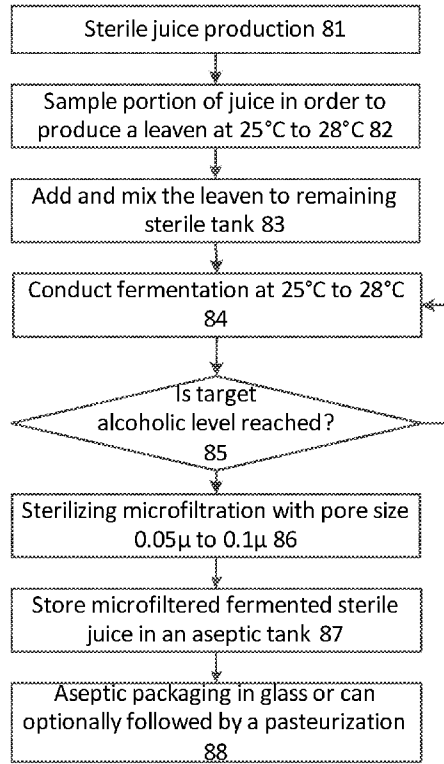 Sterile juice production 81
Sample portion of juice in order to
produce a leaven at 25°C to 28°C 82
Add and mix the leaven to remaining
sterile tank 83
Conduct fermentation at 25°C to 28°C
84
Is target
alcoholic level reached?
85
Sterilizing microfiltration with pore size
0.05µ to 0.1µ 86
Store microfiltered fermented sterile
juice in an aseptic tank 87
Aseptic packaging in glass or can
optionally followed by a pasteurization
88